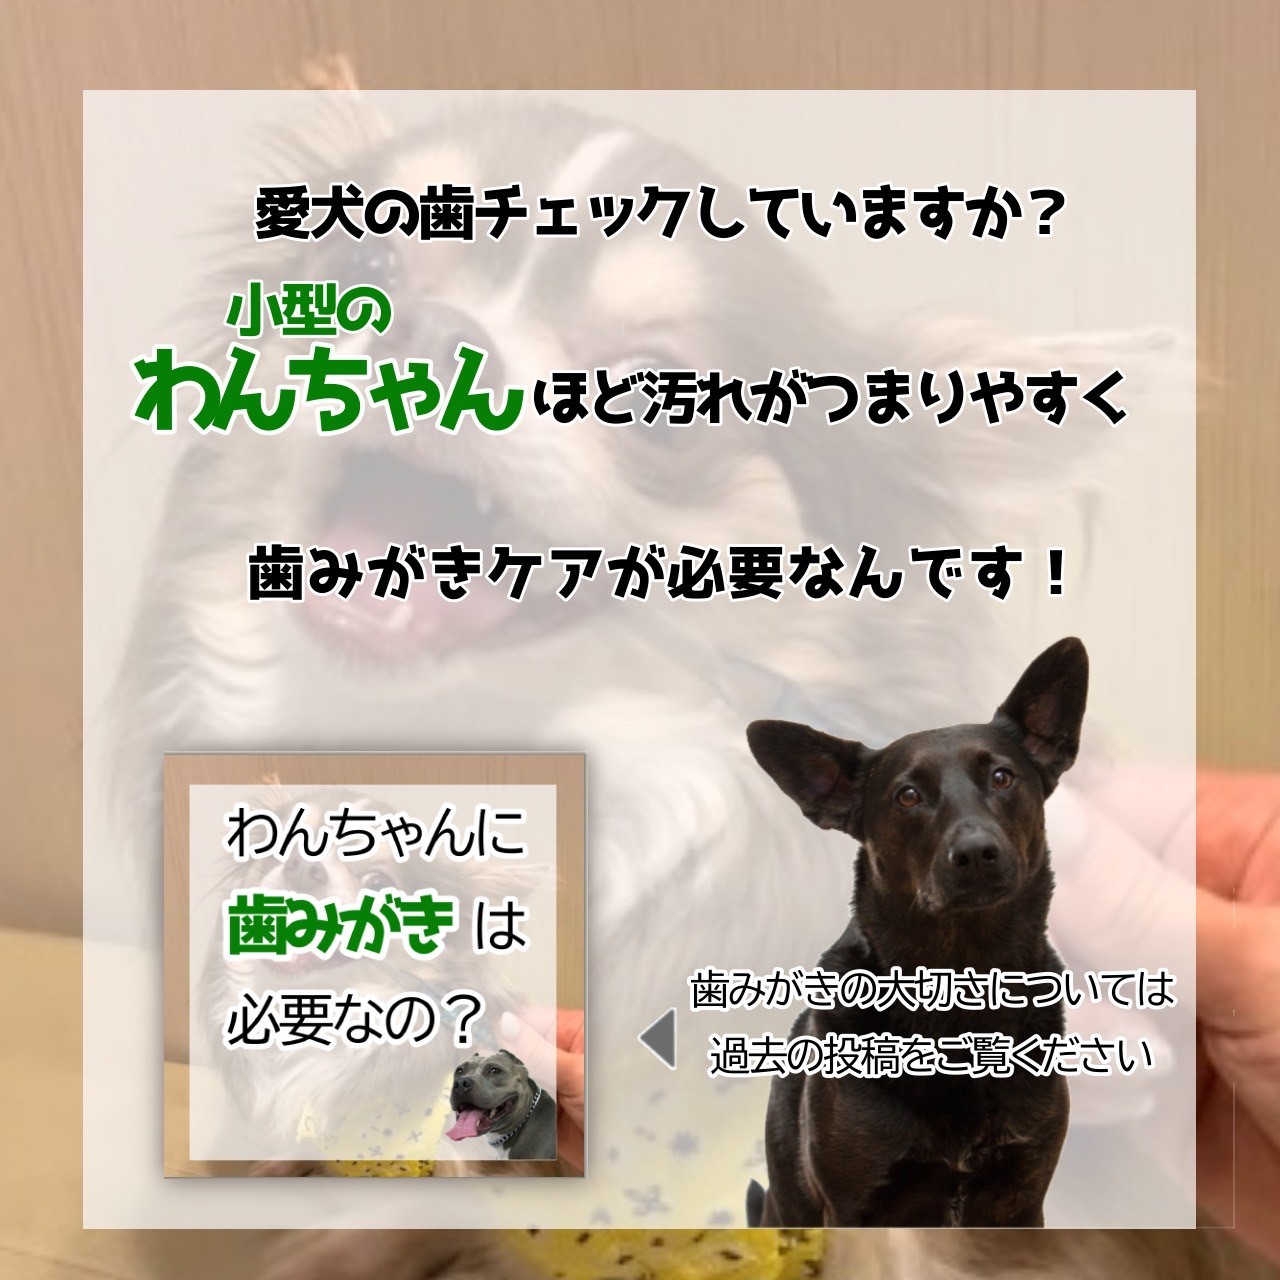 愛犬の歯チェックしていますか？
小型の
わんちゃんほど汚れがつまりやすく
歯みがきケアが必要なんです！
わんちゃんに
歯みがき は
必要なの？
歯みがきの大切さについては
過去の投稿をご覧ください